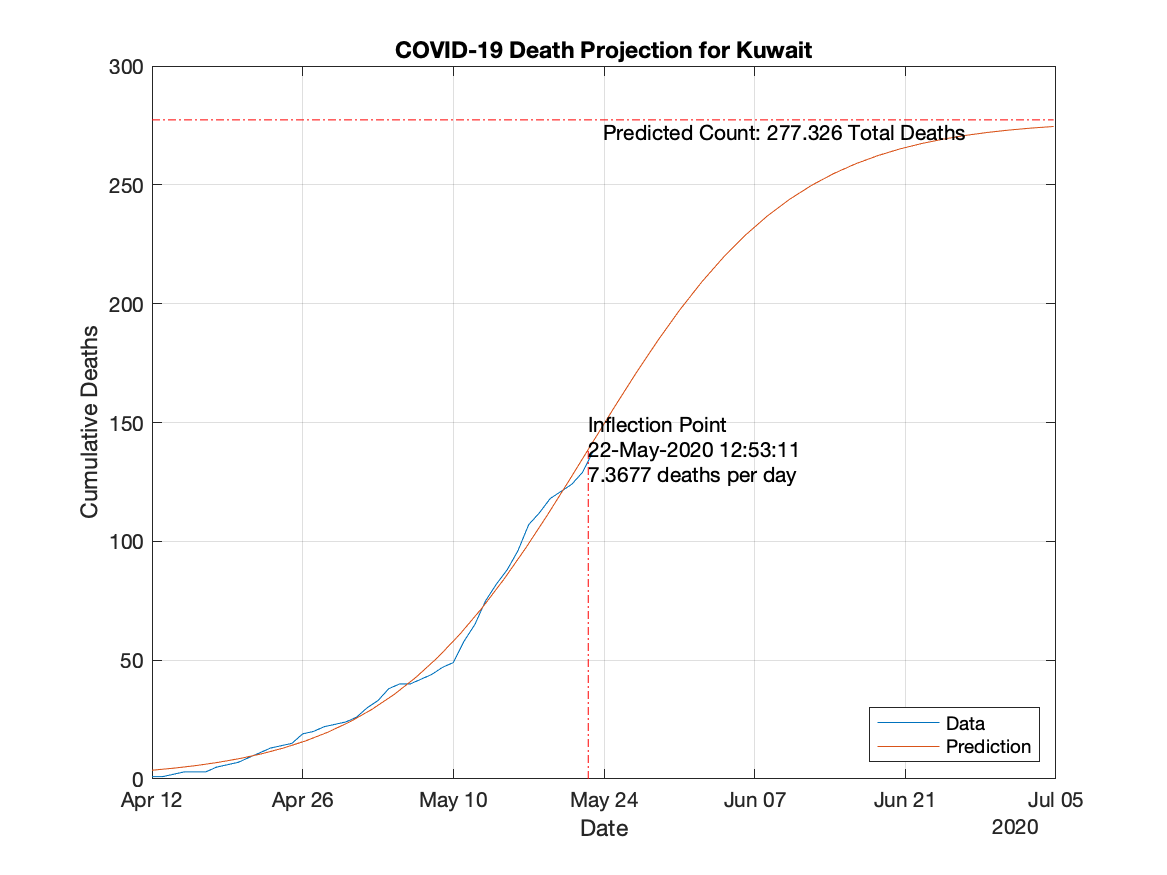 COVID-19 Death Projection for Kuwait
300
250
200
150
100
50
0
Cumulative Deaths
Predicted Count: 277.326 Total Deaths
Inflection Point
22-May-2020 12:53:11
7.3677 deaths per day
Data
Prediction
Apr 12
Apr 26
May 10
May 24
Jun 07
Jun 21
Jul 05
Date
2020